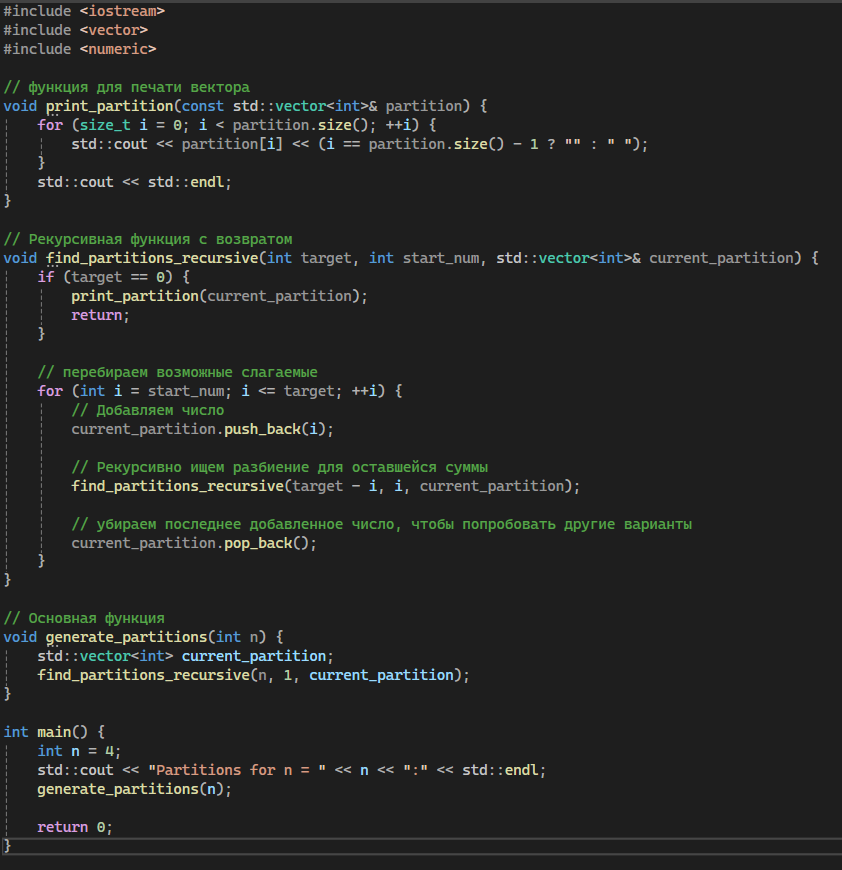 #include <iostream>
#include <vector>
#include <numeric>
// функция для печати вектора
void print_partition(const std::vector<int>& partition) {
    for (size_t i = 0; i < partition.size(); ++i) {
        std::cout << partition[i] << (i == partition.size() - 1 ? "" : " ");
    }
    std::cout << std::endl;
}
// Рекурсивная функция с возвратом
void find_partitions_recursive(int target, int start_num, std::vector<int>& current_partition) {
    if (target == 0) {
        print_partition(current_partition);
        return;
    }
    // перебираем возможные слагаемые
    for (int i = start_num; i <= target; ++i) {
        // Добавляем число
        current_partition.push_back(i);
        // Рекурсивно ищем разбиение для оставшейся суммы
        find_partitions_recursive(target - i, i, current_partition);
        // убираем последнее добавленное число, чтобы попробовать другие варианты
        current_partition.pop_back();
    }
}
// Основная функция
void generate_partitions(int n) {
    std::vector<int> current_partition;
    find_partitions_recursive(n, 1, current_partition);
}
int main() {
    int n = 4;
    std::cout << "Partitions for n = " << n << ":" << std::endl;
    generate_partitions(n);
    return 0;
}